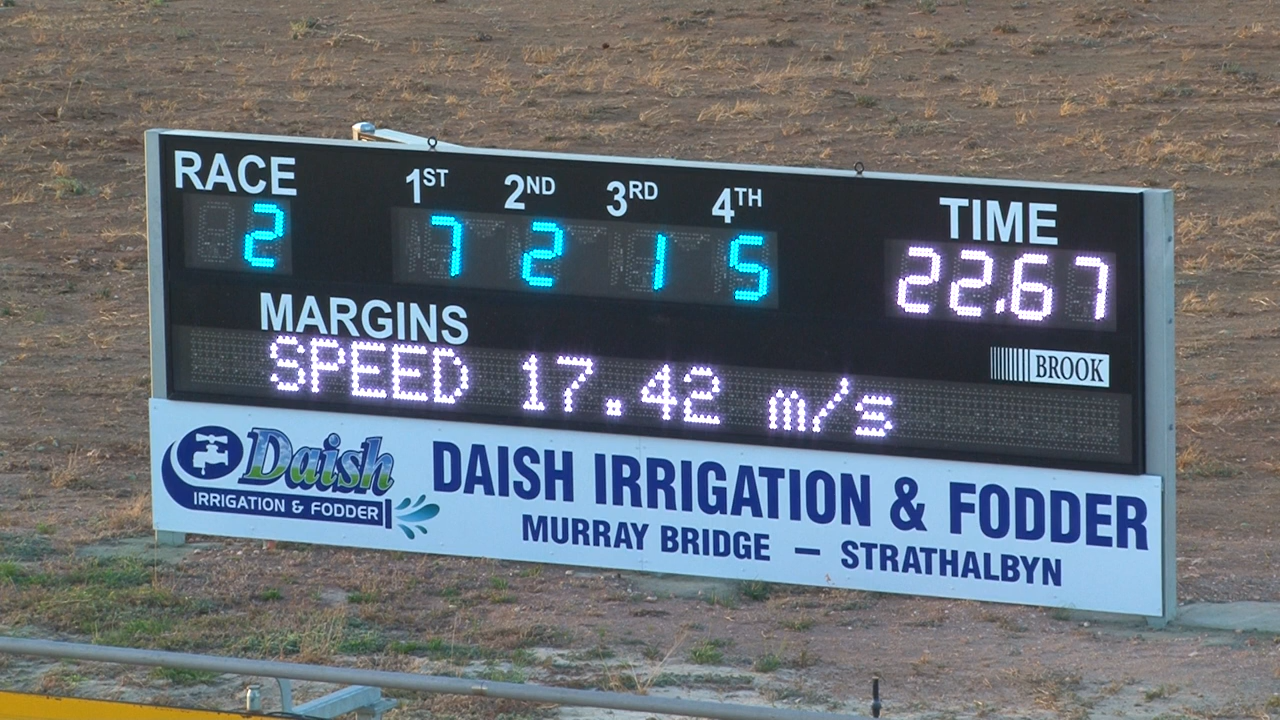 RACE 1ST 2ND 3RD 4TH TIME
2 7 2 1 5 22.67
MARGINS
BROOK
SPEED 17.42 m/s
Daish
IRRIGATION & FODDER
DAISH IRRIGATION & FODDER
MURRAY BRIDGE – STRATHALBYN